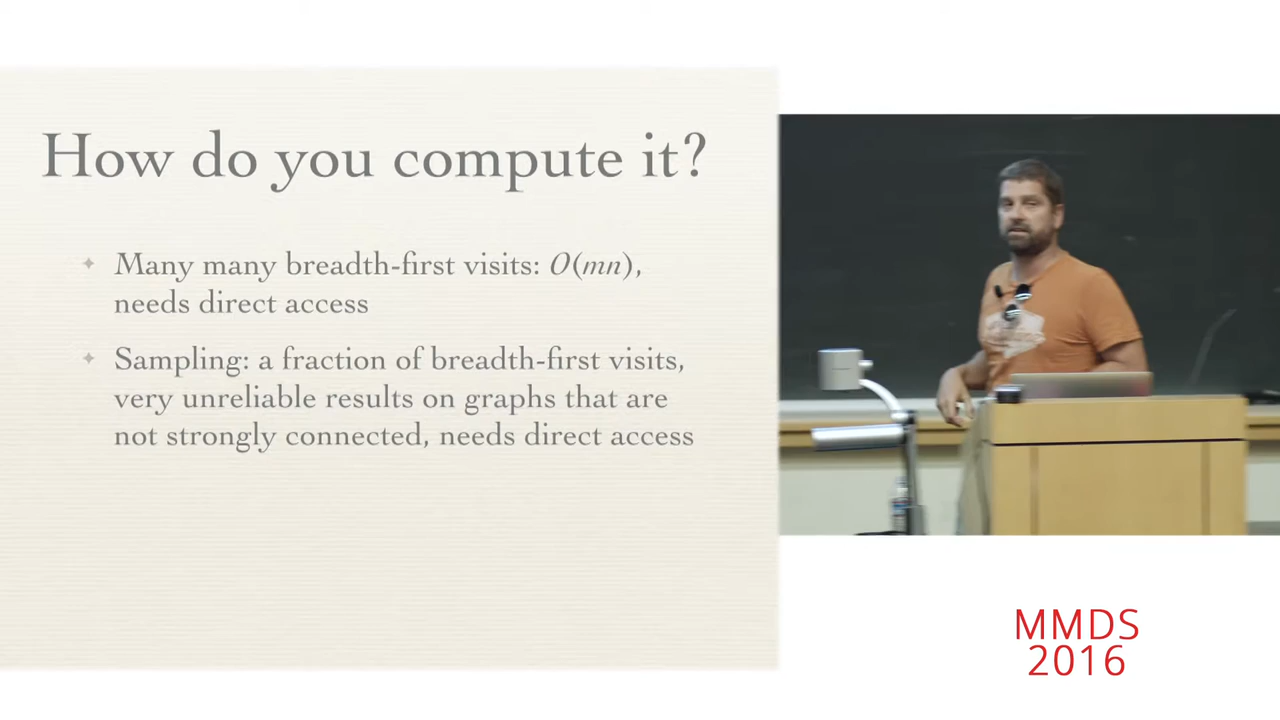 How do you compute it?
Many many breadth-first visits: O(mn),
needs direct access
Sampling: a fraction of breadth-first visits,
very unreliable results on graphs that are
not strongly connected, needs direct access
MMDS
2016